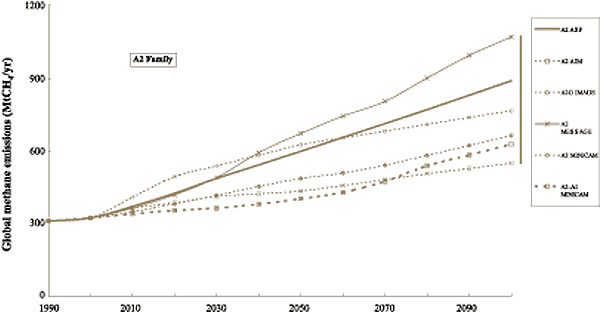 1200
A2 Family
900
600
300
0
Global methane emissions (MtCH4/yr)
1990
2010
2030
2050
2070
2090
A2 ASF
A2 AIM
A2G IMAGE
A2
MESSAGE
A2 MINICAM
A2-A1
MINICAM